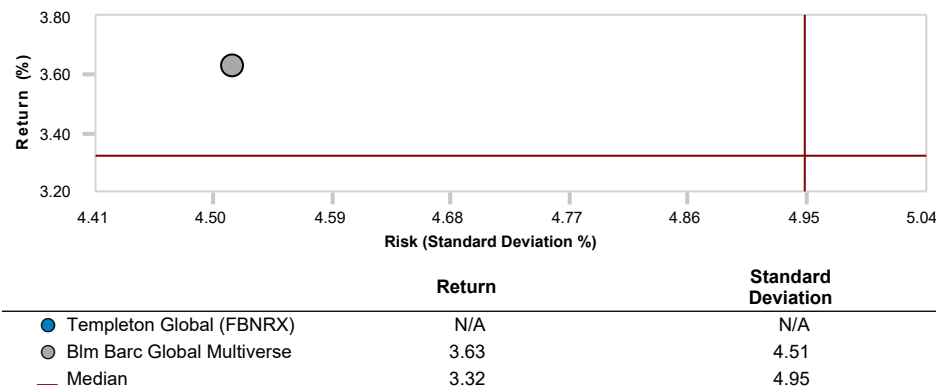 3.80
3.60
3.40
3.20
Return (%)
4.41 4.50 4.59 4.68 4.77 4.86 4.95 5.04
Risk (Standard Deviation %)
Return Standard Deviation
Templeton Global (FBNRX) N/A N/A
Blm Barc Global Multiverse 3.63 4.51
Median 3.32 4.95